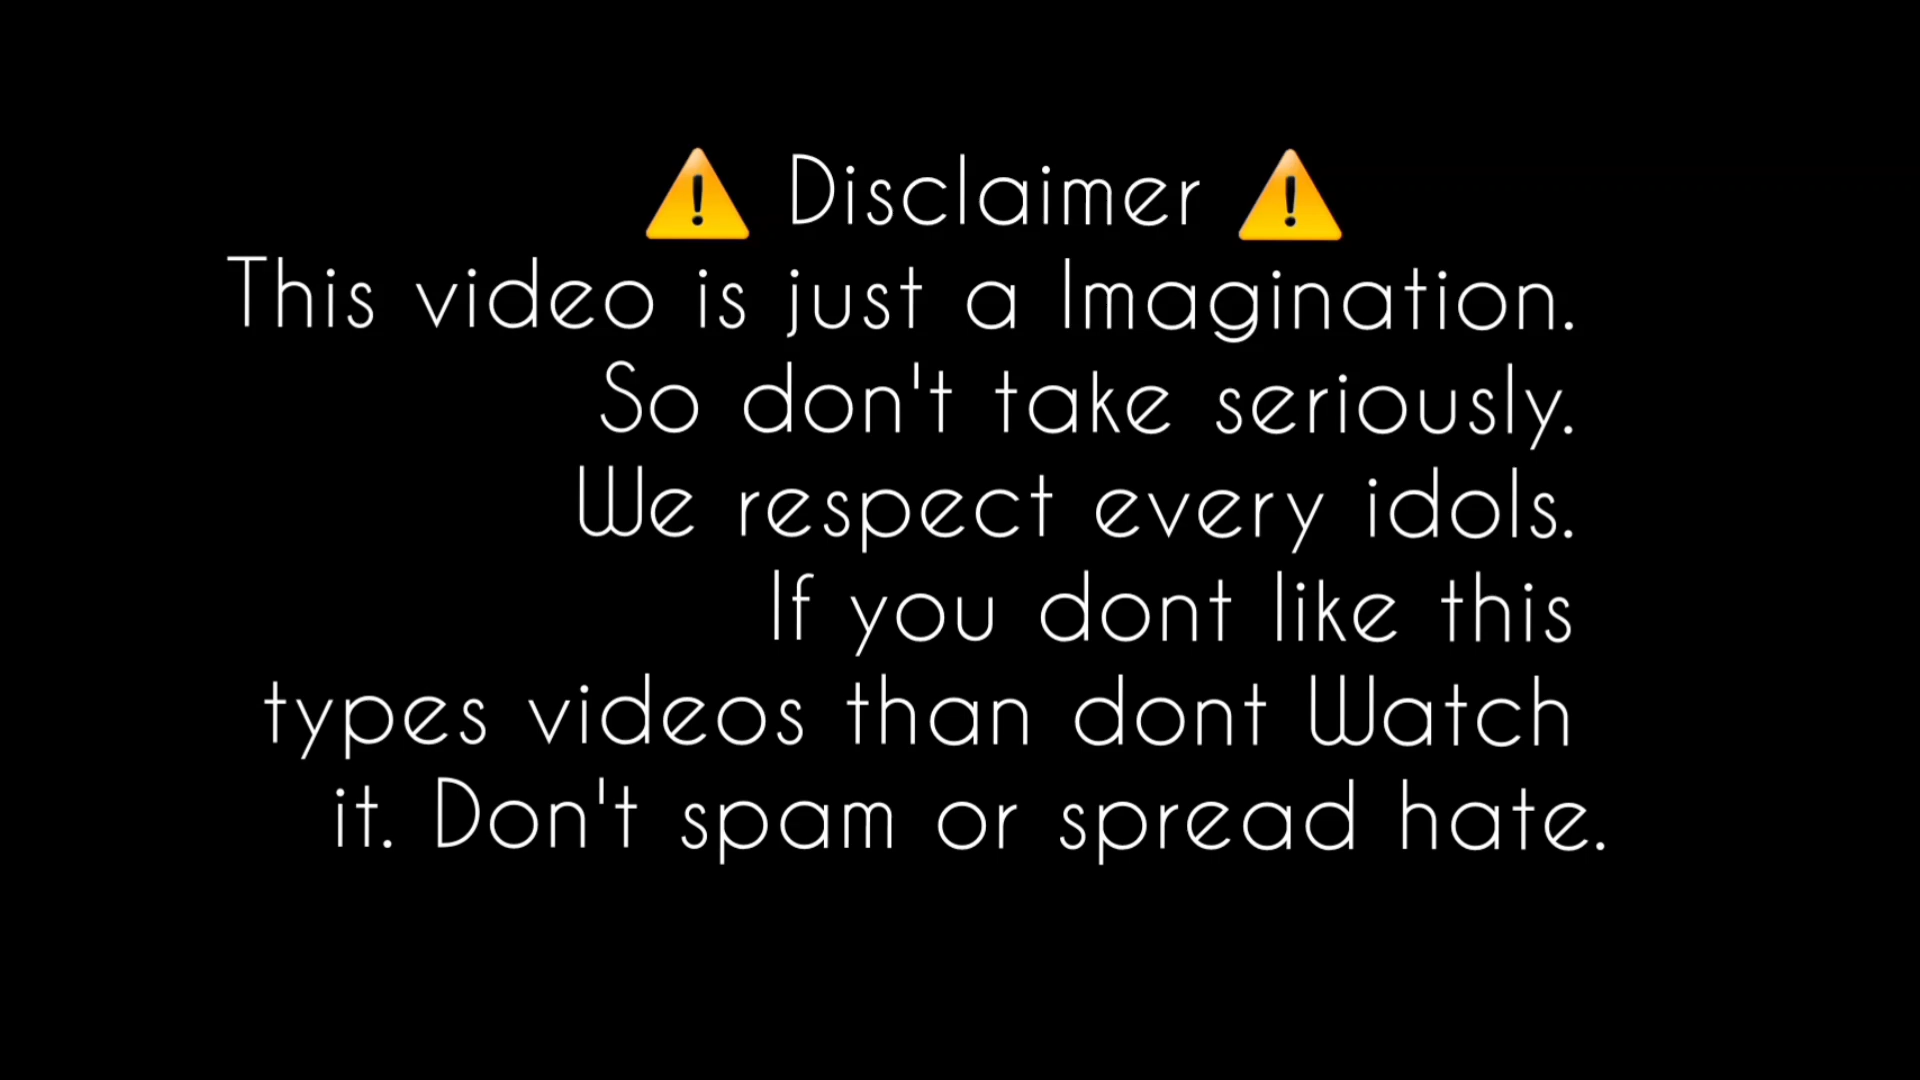 ⚠️ Disclaimer ⚠️
This video is just a Imagination.
So don't take seriously.
We respect every idols.
If you dont like this
types videos than dont Watch
it. Don't spam or spread hate.